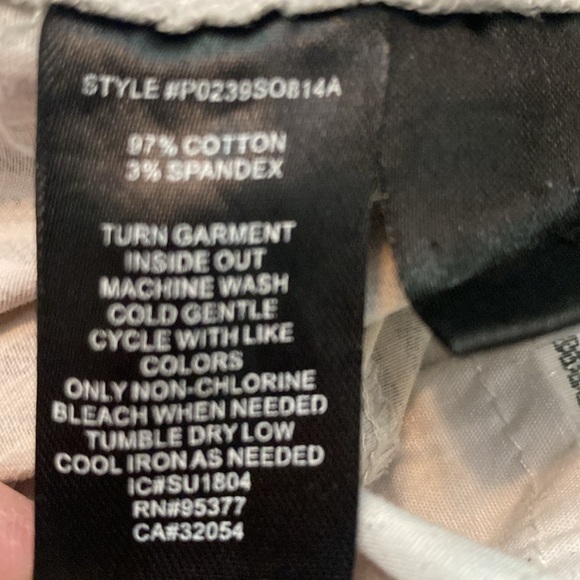 STYLE #P0239SO814A
97% COTTON
3% SPANDEX
TURN GARMENT
INSIDE OUT
MACHINE WASH
COLD GENTLE
CYCLE WITH LIKE
COLORS
ONLY NON-CHLORINE
BLEACH WHEN NEEDED
TUMBLE DRY LOW
COOL IRON AS NEEDED
IC#SU1804
RN#95377
CA#32054